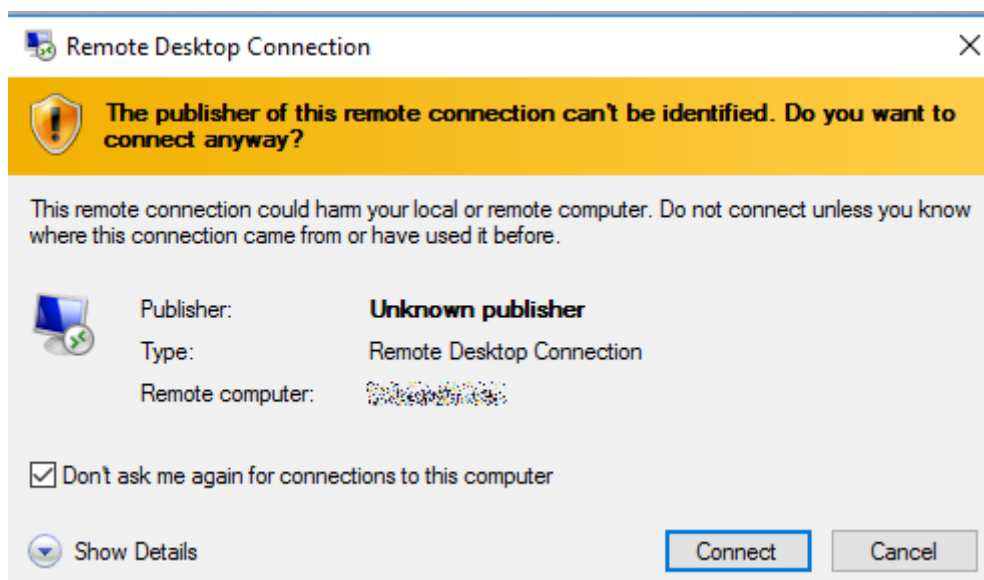 Remote Desktop Connection
The publisher of this remote connection can't be identified. Do you want to
connect anyway?
This remote connection could harm your local or remote computer. Do not connect unless you know
where this connection came from or have used it before.
Publisher: Unknown publisher
Type: Remote Desktop Connection
Remote computer:
Don't ask me again for connections to this computer
Show Details Connect Cancel